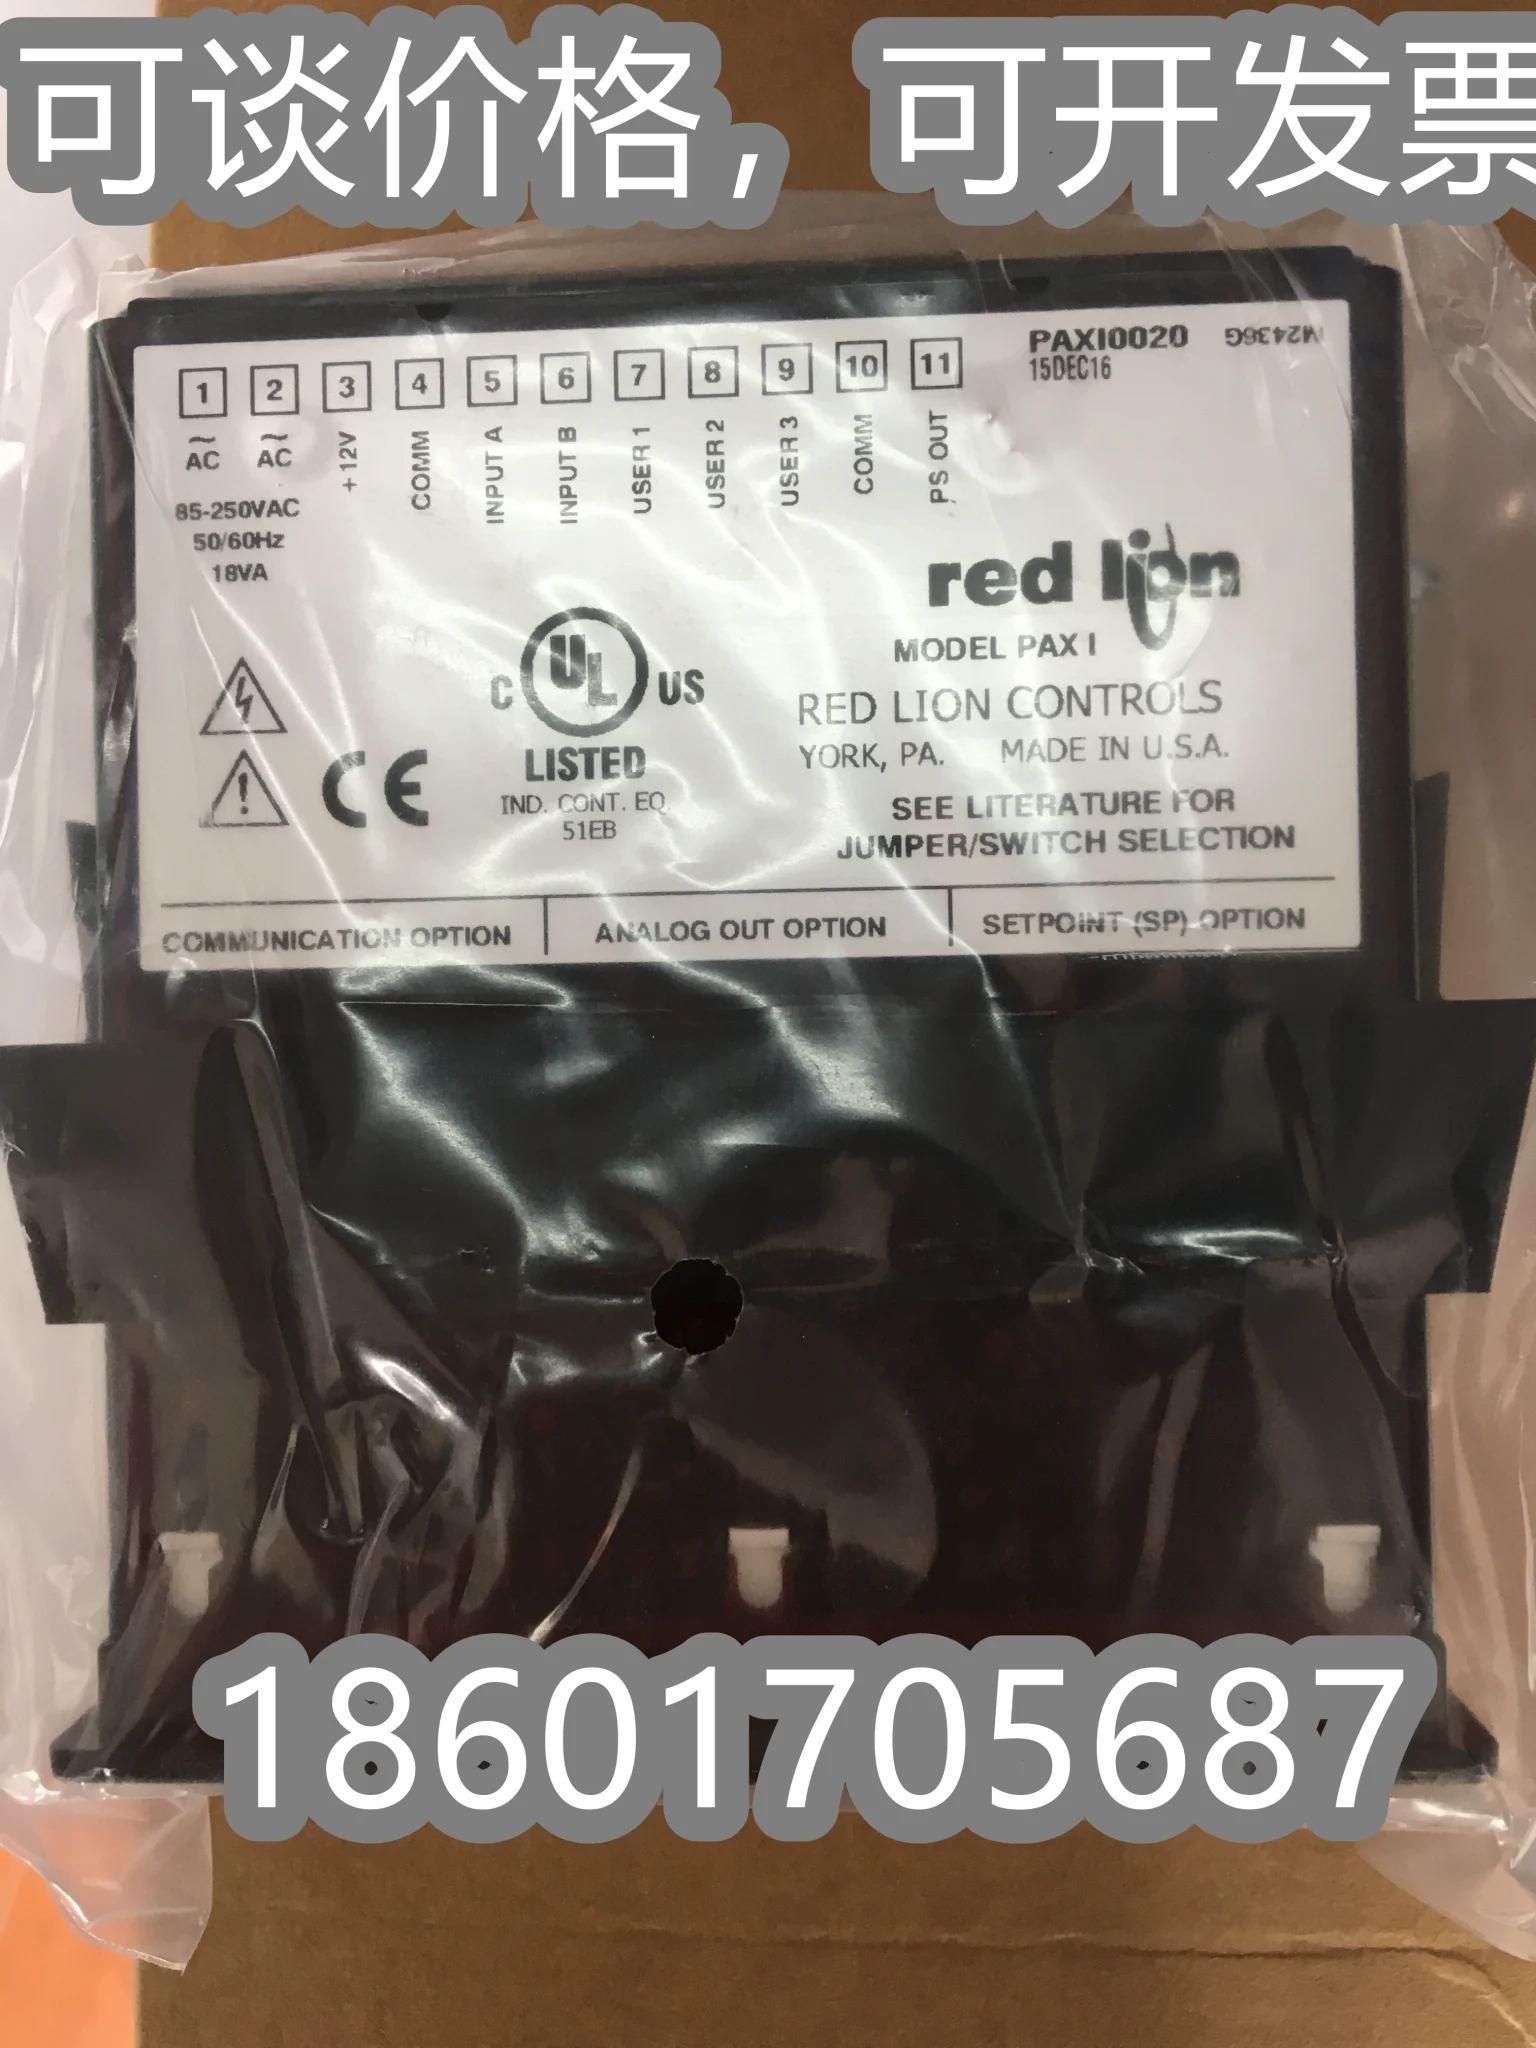 可谈价格，可开发票
PAXI0020 M2436G
15DEC16
1 2 3 4 5 6 7 8 9 10 11
~ ~
AC AC +12V COMM INPUT A INPUT B USER 1 USER 2 USER 3 COMM PS OUT
85-250VAC
50/60Hz
18VA
red lion
MODEL PAX I
C UL US
LISTED
IND. CONT. EQ.
51EB
CE
RED LION CONTROLS
YORK, PA. MADE IN U.S.A.
SEE LITERATURE FOR
JUMPER/SWITCH SELECTION
COMMUNICATION OPTION ANALOG OUT OPTION SETPOINT (SP) OPTION
18601705687